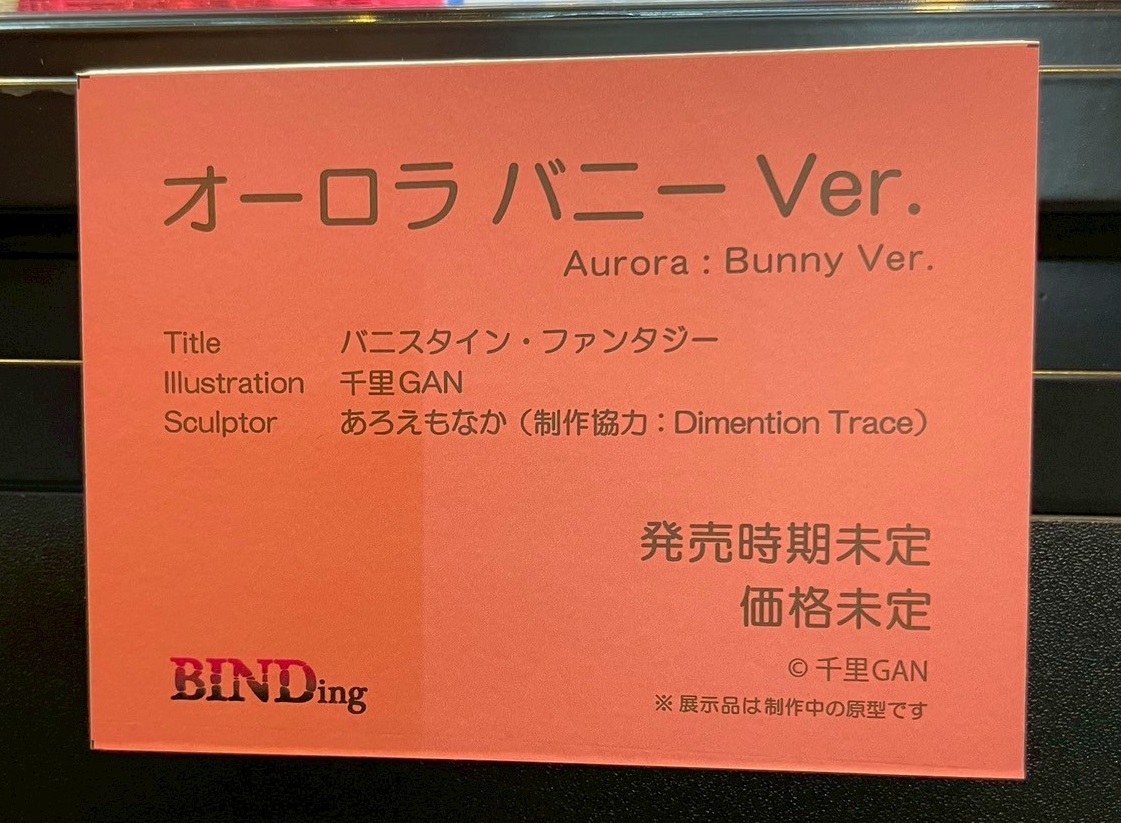 オーロラ バニー Ver.
Aurora : Bunny Ver.
Title バニスタイン・ファンタジー
Illustration 千里GAN
Sculptor あろえもなか（制作協力：Dimention Trace）
発売時期未定
価格未定
© 千里GAN
※ 展示品は制作中の原型です
BINDing